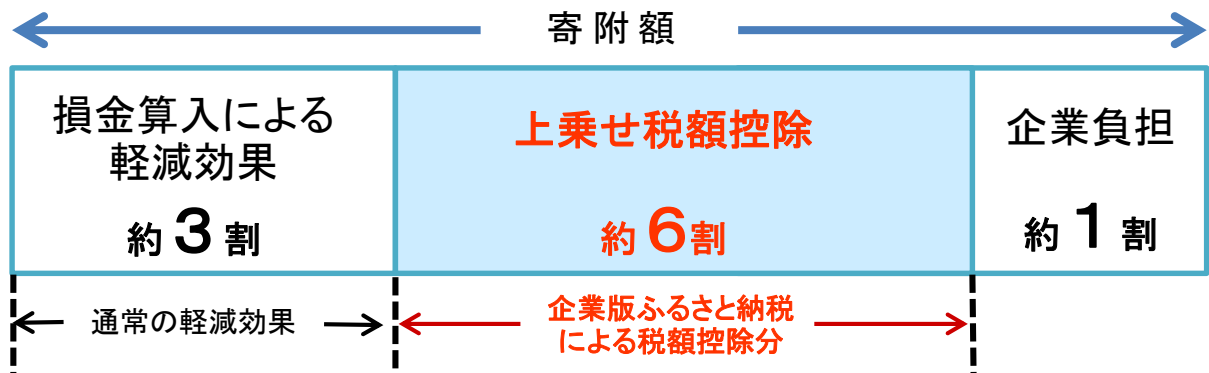 寄附額
損金算入による
軽減効果
約3割
上乗せ税額控除
約6割
企業負担
約1割
通常の軽減効果
企業版ふるさと納税
による税額控除分